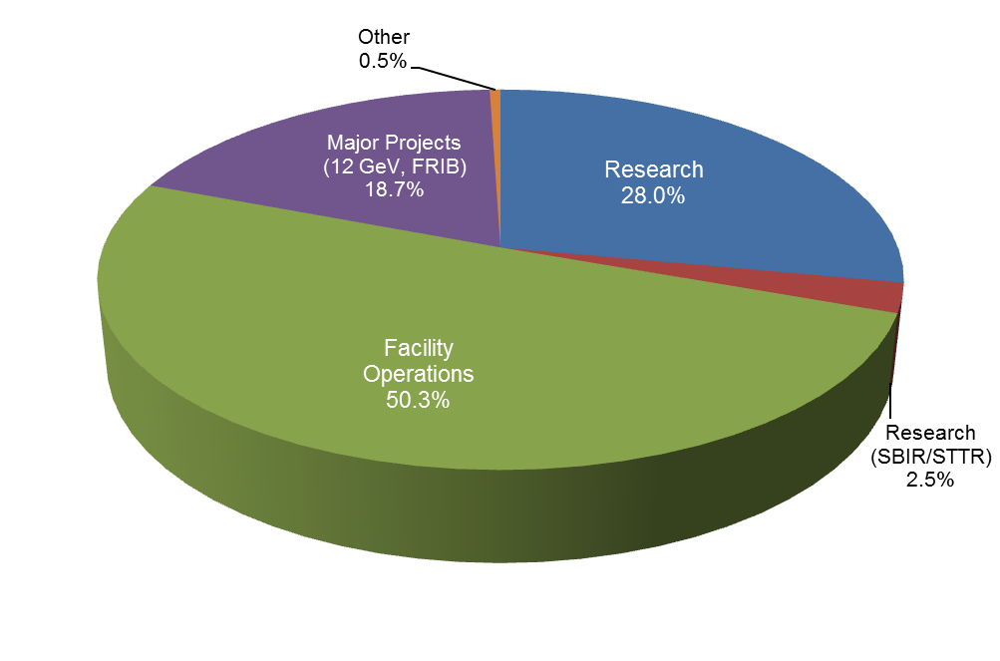 Other
0.5%
Major Projects
(12 GeV, FRIB)
18.7%
Research
28.0%
Facility
Operations
50.3%
Research
(SBIR/STTR)
2.5%